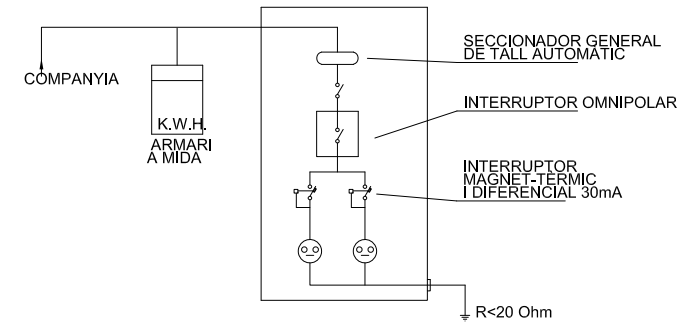 COMPANYIA
K.W.H.
ARMARI
A MIDA
SECCIONADOR GENERAL
DE TALL AUTOMÀTIC
INTERRUPTOR OMNIPOLAR
INTERRUPTOR
MAGNET-TÈRMIC
I DIFERENCIAL 30mA
R<20 Ohm